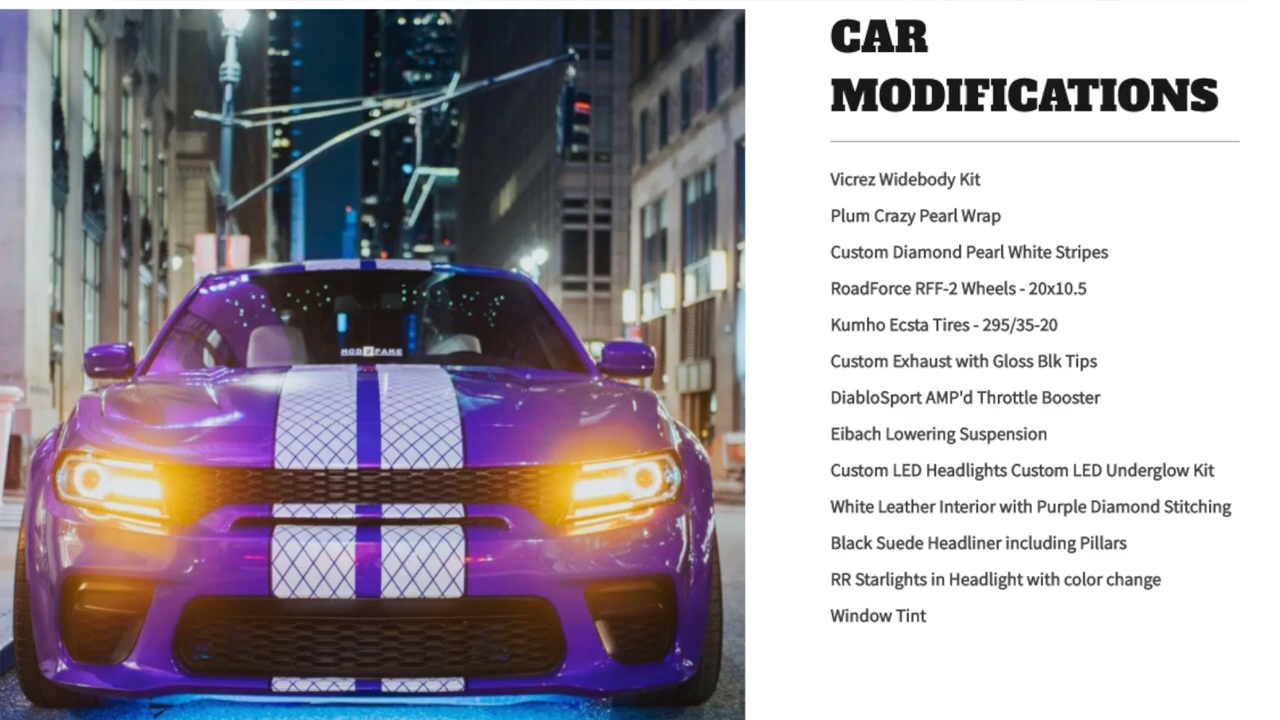 CAR
MODIFICATIONS
Vicrez Widebody Kit
Plum Crazy Pearl Wrap
Custom Diamond Pearl White Stripes
RoadForce RFF-2 Wheels - 20x10.5
Kumho Ecsta Tires - 295/35-20
Custom Exhaust with Gloss Blk Tips
DiabloSport AMP'd Throttle Booster
Eibach Lowering Suspension
Custom LED Headlights Custom LED Underglow Kit
White Leather Interior with Purple Diamond Stitching
Black Suede Headliner including Pillars
RR Starlights in Headlight with color change
Window Tint
MOD2FAME